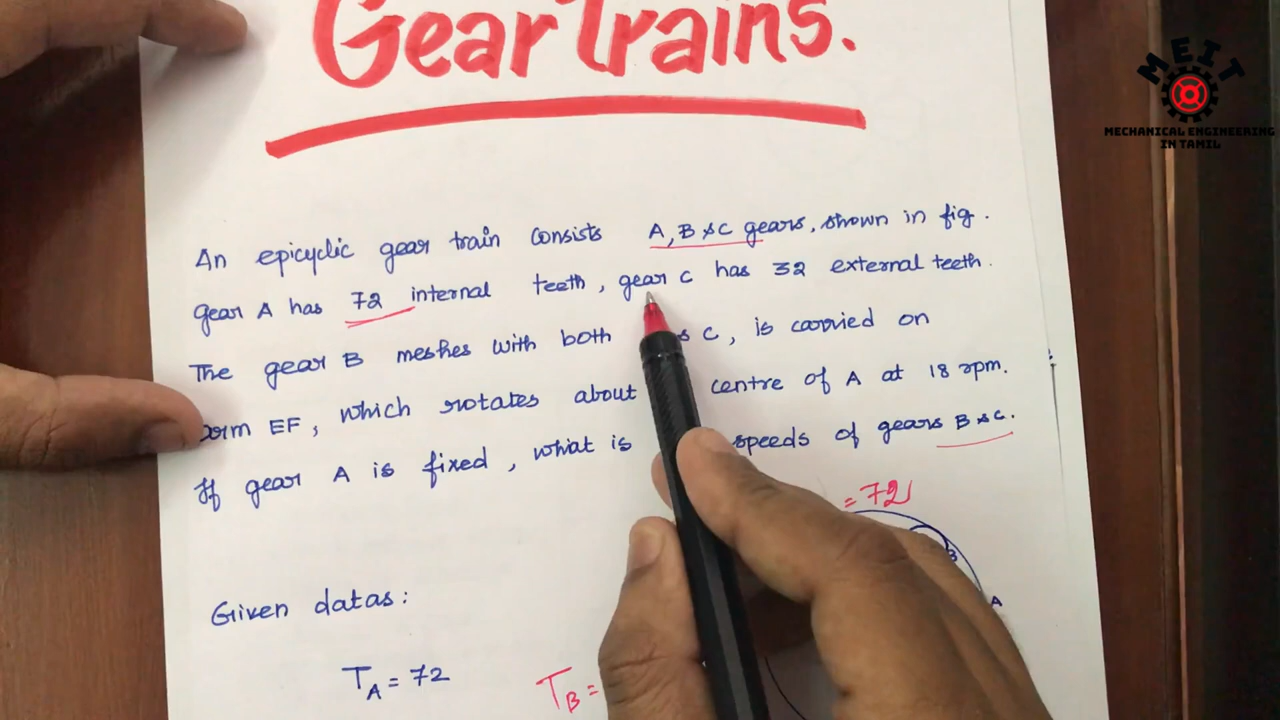 Gear Trains.
MEIT
MECHANICAL ENGINEERING
IN TAMIL
An epicyclic gear train consists A, B & C gears, shown in fig.
gear A has 72 internal teeth, gear C has 32 external teeth.
The gear B meshes with both C, is carried on
arm EF, which rotates about centre of A at 18 rpm.
If gear A is fixed, what is speeds of gears B & C.
= 72
B
A
Given datas:
TA = 72
TB =